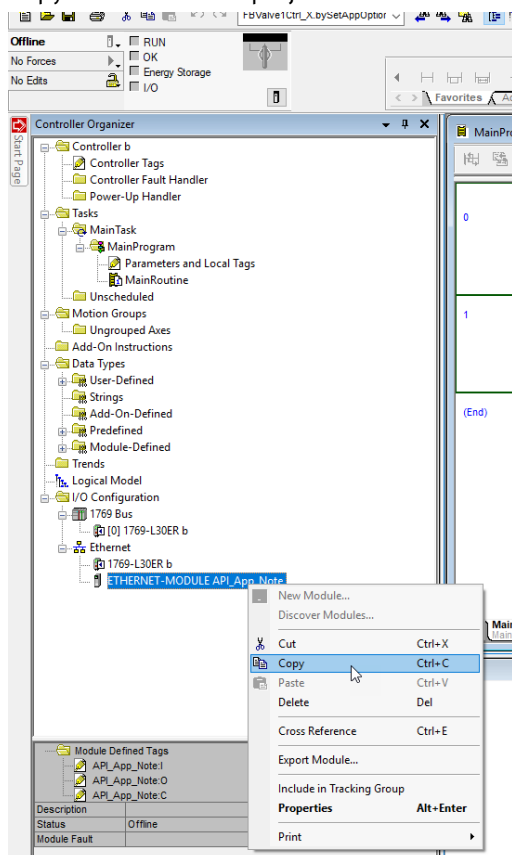 FBValve1Ctrl_X.bySetAppOption
Offline
RUN
No Forces
OK
Energy Storage
No Edits
I/O
Favorites
Start Page
Controller Organizer
MainPro
Controller b
Controller Tags
Controller Fault Handler
Power-Up Handler
Tasks
MainTask
0
MainProgram
Parameters and Local Tags
MainRoutine
Unscheduled
Motion Groups
1
Ungrouped Axes
Add-On Instructions
Data Types
User-Defined
Strings
Add-On-Defined
(End)
Predefined
Module-Defined
Trends
Logical Model
I/O Configuration
1769 Bus
[0] 1769-L30ER b
Ethernet
1769-L30ER b
ETHERNET-MODULE API_App_Note
New Module...
Discover Modules...
Cut Ctrl+X
Copy Ctrl+C
Paste Ctrl+V
Delete Del
Cross Reference Ctrl+E
Export Module...
Include in Tracking Group
Properties Alt+Enter
Print
Module Defined Tags
API_App_Note:I
API_App_Note:O
API_App_Note:C
Description
Status Offline
Module Fault